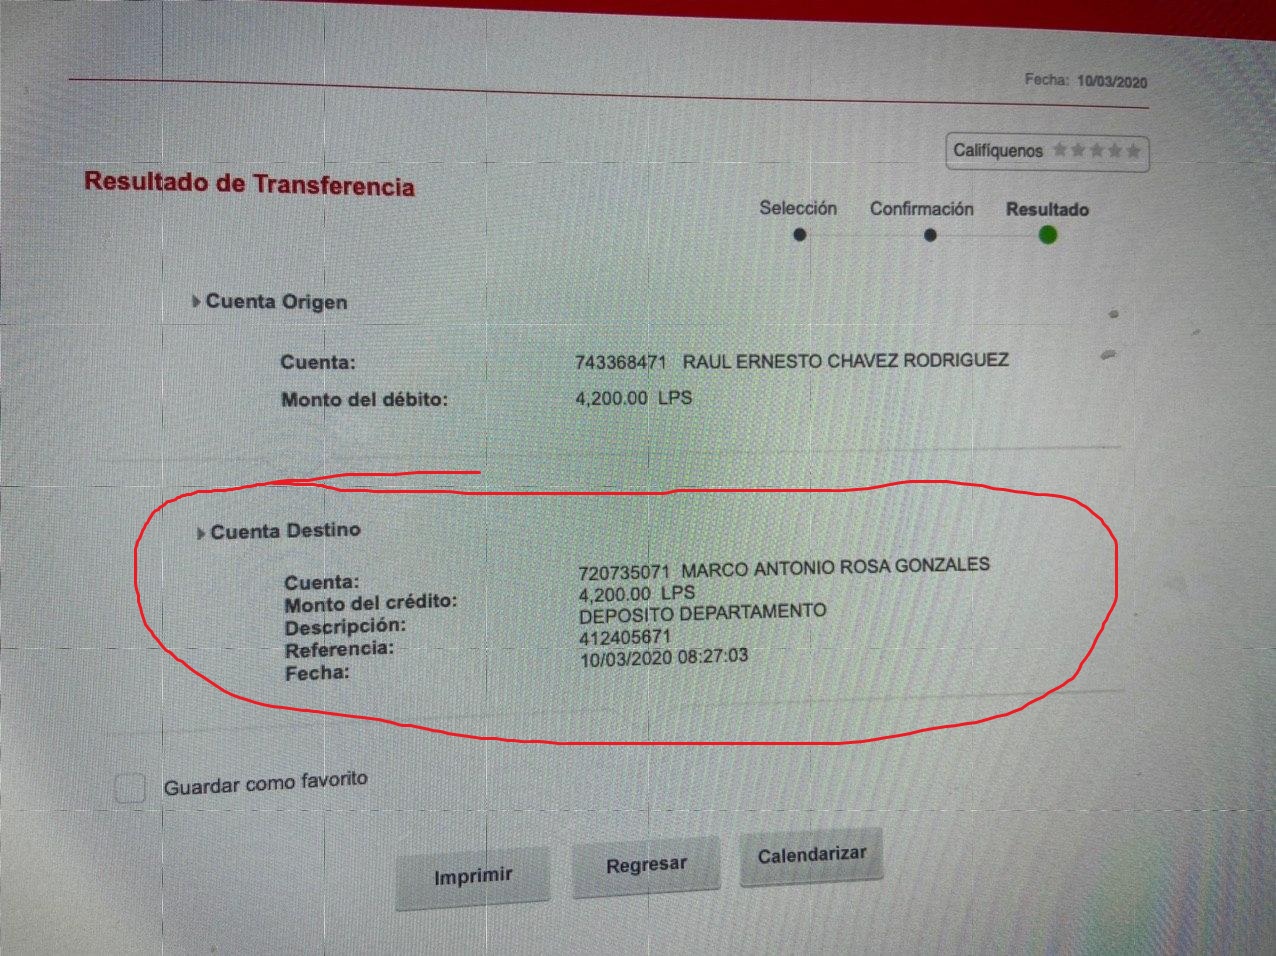 Fecha: 10/03/2020
Califíquenos
Resultado de Transferencia
Selección Confirmación Resultado
Cuenta Origen
Cuenta: 743368471 RAUL ERNESTO CHAVEZ RODRIGUEZ
Monto del débito: 4,200.00 LPS
Cuenta Destino
Cuenta: 720735071 MARCO ANTONIO ROSA GONZALES
Monto del crédito: 4,200.00 LPS
Descripción: DEPOSITO DEPARTAMENTO
Referencia: 412405671
Fecha: 10/03/2020 08:27:03
Guardar como favorito
Imprimir Regresar Calendarizar